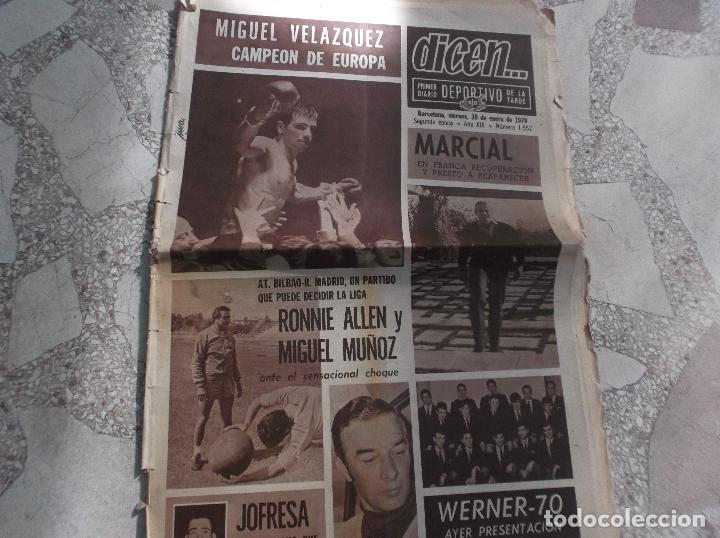 MIGUEL VELAZQUEZ
CAMPEON DE EUROPA
dicen...
PRIMER DIARIO DEPORTIVO DE LA TARDE
Barcelona, viernes, 30 de enero de 1970
Segunda época - Año XIX - Número 1.552
MARCIAL
EN FRANCA RECUPERACION
Y PRESTO A REAPARECER
AT. BILBAO-R. MADRID, UN PARTIDO
QUE PUEDE DECIDIR LA LIGA
RONNIE ALLEN y
MIGUEL MUÑOZ
ante el sensacional choque
JOFRESA
WERNER-70
AYER PRESENTACION
todocoleccion